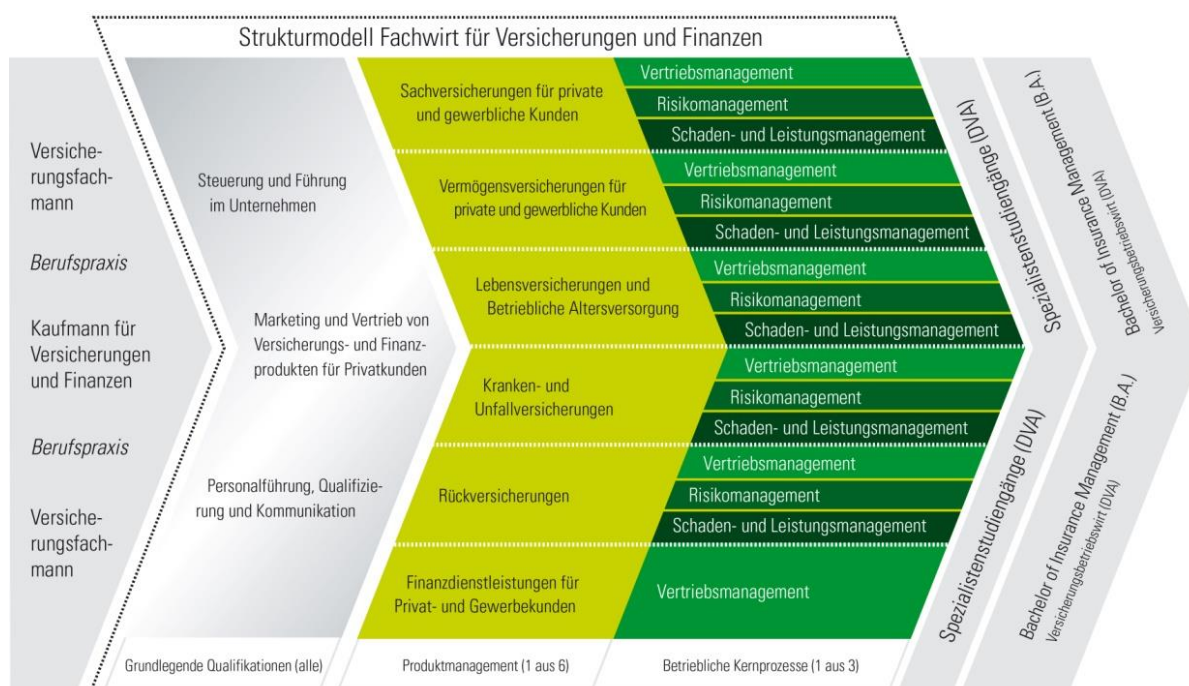 Strukturmodell Fachwirt für Versicherungen und Finanzen
Versiche-
rungsfach-
mann
Berufspraxis
Kaufmann für
Versicherungen
und Finanzen
Berufspraxis
Versiche-
rungsfach-
mann
Steuerung und Führung
im Unternehmen
Marketing und Vertrieb von
Versicherungs- und Finanz-
produkten für Privatkunden
Personalführung, Qualifizie-
rung und Kommunikation
Grundlegende Qualifikationen (alle)
Sachversicherungen für private
und gewerbliche Kunden
Vermögensversicherungen für
private und gewerbliche Kunden
Lebensversicherungen und
Betriebliche Altersversorgung
Kranken- und
Unfallversicherungen
Rückversicherungen
Finanzdienstleistungen für
Privat- und Gewerbekunden
Produktmanagement (1 aus 6)
Vertriebsmanagement
Risikomanagement
Schaden- und Leistungsmanagement
Vertriebsmanagement
Risikomanagement
Schaden- und Leistungsmanagement
Vertriebsmanagement
Risikomanagement
Schaden- und Leistungsmanagement
Vertriebsmanagement
Risikomanagement
Schaden- und Leistungsmanagement
Vertriebsmanagement
Risikomanagement
Schaden- und Leistungsmanagement
Vertriebsmanagement
Betriebliche Kernprozesse (1 aus 3)
Spezialistenstudiengänge (DVA)
Spezialistenstudiengänge (DVA)
Bachelor of Insurance Management (B.A.)
Versicherungsbetriebswirt (DVA)
Bachelor of Insurance Management (B.A.)
Versicherungsbetriebswirt (DVA)